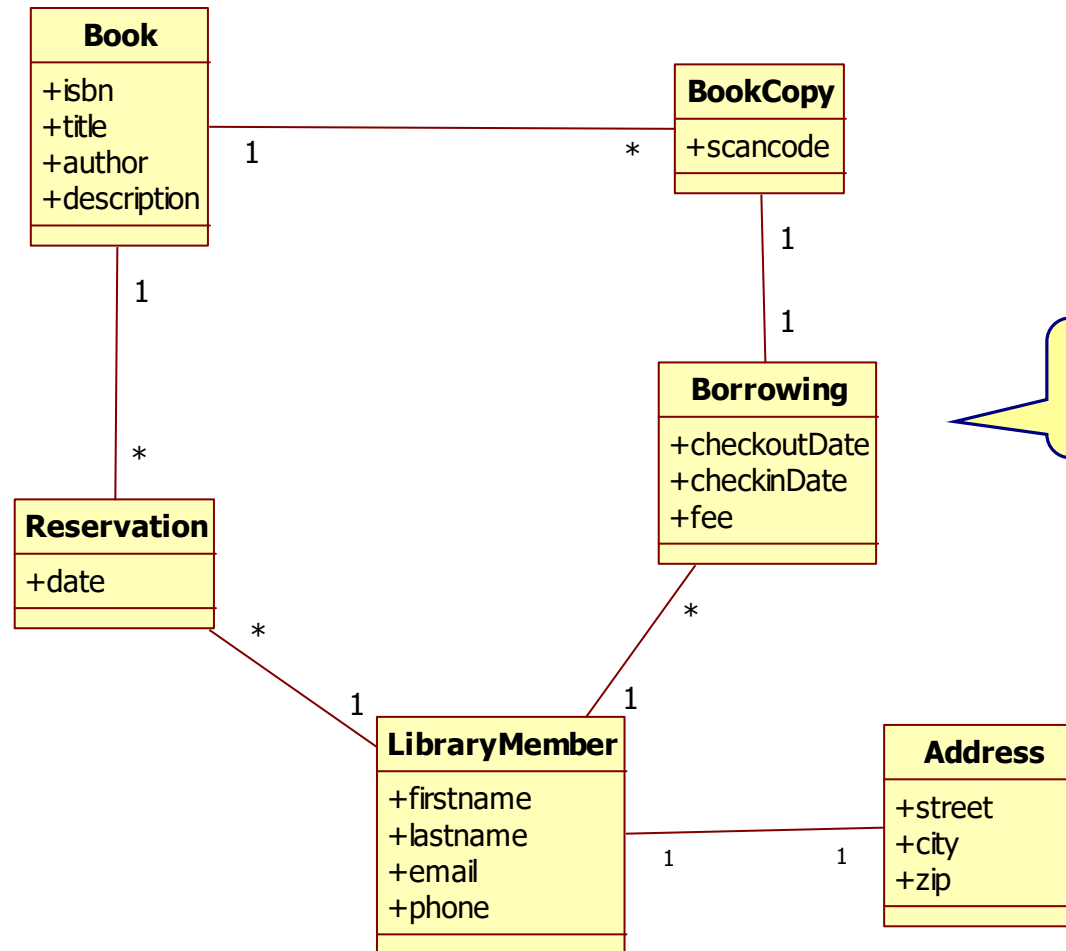 Book
+isbn
+title
+author
+description
1
*
BookCopy
+scancode
1
1
1
*
Borrowing
+checkoutDate
+checkinDate
+fee
Reservation
+date
*
1
*
1
LibraryMember
+firstname
+lastname
+email
+phone
1
1
Address
+street
+city
+zip